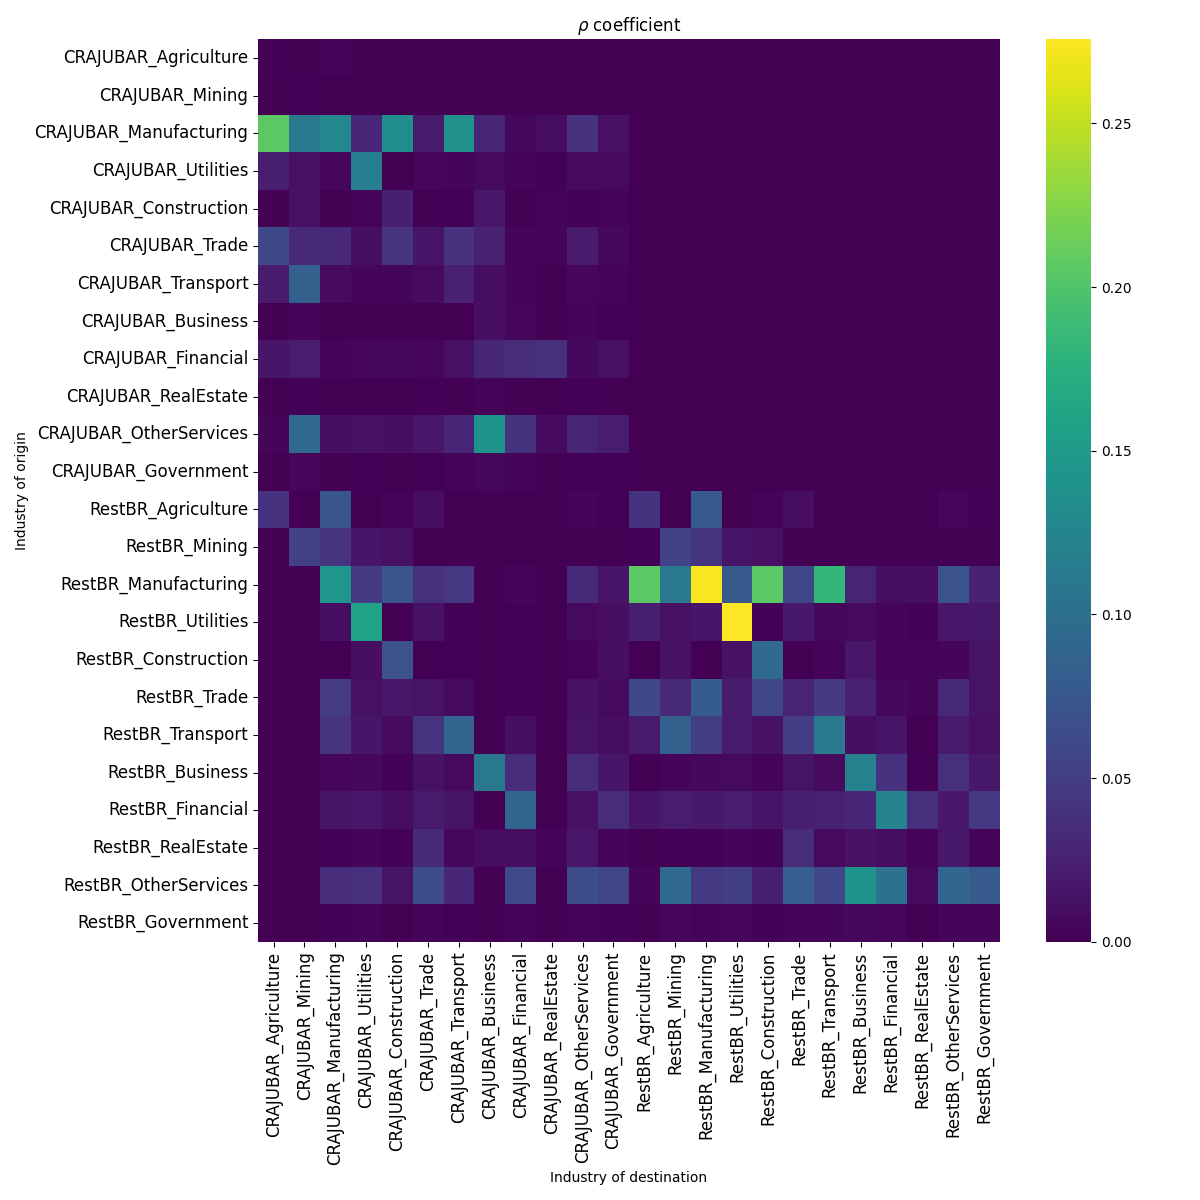 ρ coefficient
CRAJUBAR_Agriculture
CRAJUBAR_Mining
CRAJUBAR_Manufacturing
CRAJUBAR_Utilities
CRAJUBAR_Construction
CRAJUBAR_Trade
CRAJUBAR_Transport
CRAJUBAR_Business
CRAJUBAR_Financial
CRAJUBAR_RealEstate
CRAJUBAR_OtherServices
CRAJUBAR_Government
RestBR_Agriculture
RestBR_Mining
RestBR_Manufacturing
RestBR_Utilities
RestBR_Construction
RestBR_Trade
RestBR_Transport
RestBR_Business
RestBR_Financial
RestBR_RealEstate
RestBR_OtherServices
RestBR_Government
Industry of origin
CRAJUBAR_Agriculture
CRAJUBAR_Mining
CRAJUBAR_Manufacturing
CRAJUBAR_Utilities
CRAJUBAR_Construction
CRAJUBAR_Trade
CRAJUBAR_Transport
CRAJUBAR_Business
CRAJUBAR_Financial
CRAJUBAR_RealEstate
CRAJUBAR_OtherServices
CRAJUBAR_Government
RestBR_Agriculture
RestBR_Mining
RestBR_Manufacturing
RestBR_Utilities
RestBR_Construction
RestBR_Trade
RestBR_Transport
RestBR_Business
RestBR_Financial
RestBR_RealEstate
RestBR_OtherServices
RestBR_Government
Industry of destination
0.25
0.20
0.15
0.10
0.05
0.00